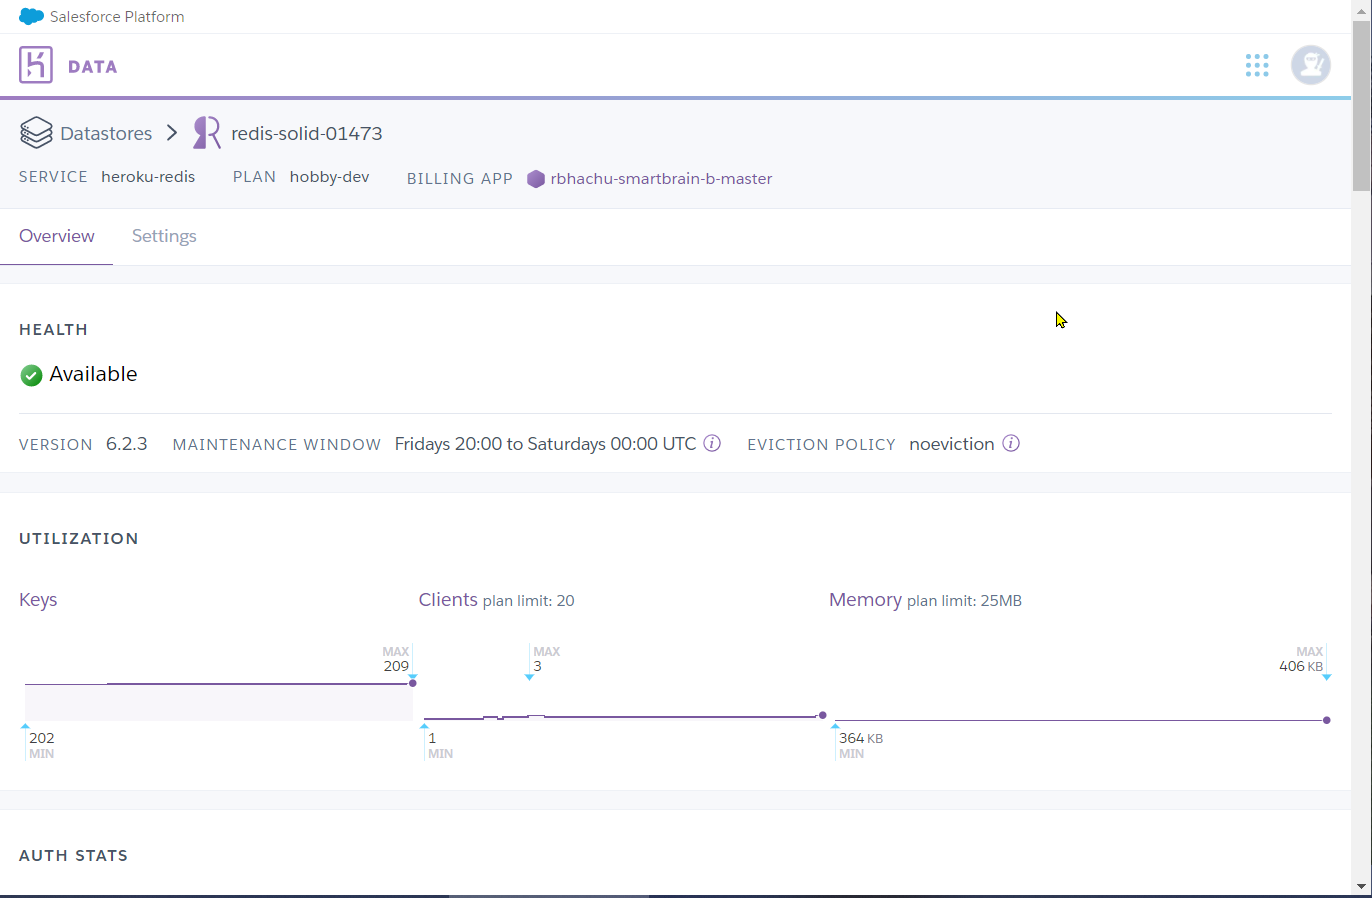 Salesforce Platform
DATA
Datastores > redis-solid-01473
SERVICE heroku-redis PLAN hobby-dev BILLING APP rbhachu-smartbrain-b-master
Overview Settings
HEALTH
Available
VERSION 6.2.3 MAINTENANCE WINDOW Fridays 20:00 to Saturdays 00:00 UTC EVICTION POLICY noeviction
UTILIZATION
Keys
MAX
209
202
MIN
Clients plan limit: 20
MAX
3
1
MIN
Memory plan limit: 25MB
MAX
406 KB
364 KB
MIN
AUTH STATS